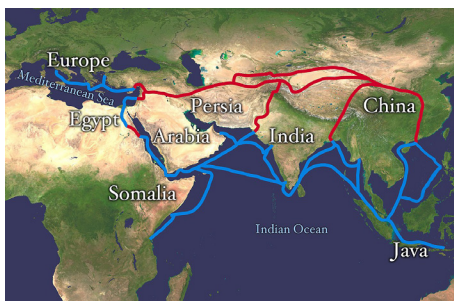 Europe
Mediterranean Sea
Egypt
Persia
China
Arabia
India
Somalia
Indian Ocean
Java